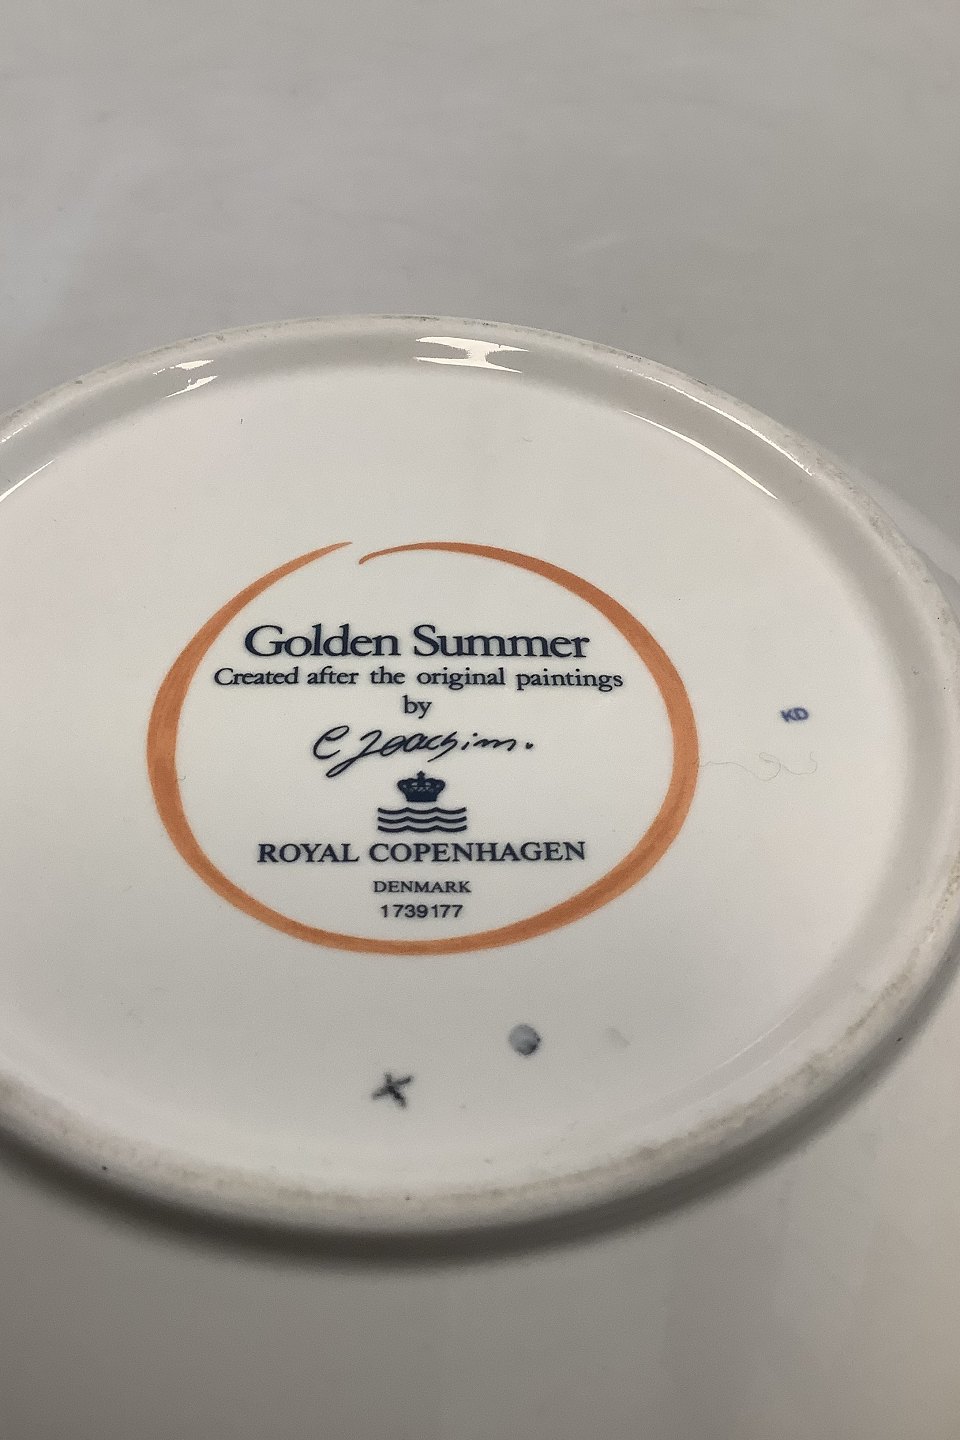 Golden Summer
Created after the original paintings
by
C Joachim.
ROYAL COPENHAGEN
DENMARK
1739177
KD